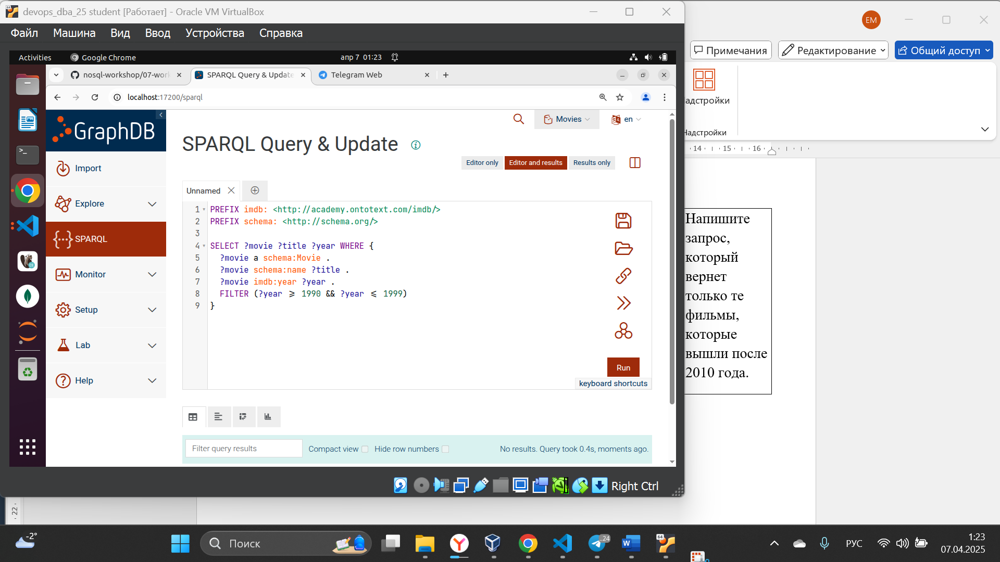 devops_dba_25 student [Работает] - Oracle VM VirtualBox
Файл Машина Вид Ввод Устройства Справка
Activities Google Chrome апр 7 01:23
nosql-workshop/07-wor SPARQL Query & Update Telegram Web
localhost:17200/sparql
GraphDB
Movies en
SPARQL Query & Update
Editor only Editor and results Results only
Import
Explore
SPARQL
Monitor
Setup
Lab
Help
Unnamed
1 PREFIX imdb: <http://academy.ontotext.com/imdb/>
2 PREFIX schema: <http://schema.org/>
3
4 SELECT ?movie ?title ?year WHERE {
5 ?movie a schema:Movie .
6 ?movie schema:name ?title .
7 ?movie imdb:year ?year .
8 FILTER (?year >= 1990 && ?year <= 1999)
9 }
Run
keyboard shortcuts
Filter query results Compact view Hide row numbers No results. Query took 0.4s, moments ago.
Right Ctrl
EM
Примечания Редактирование Общий доступ
адстройки
Надстройки
14 15 16
Напишите
запрос,
который
вернет
только те
фильмы,
которые
вышли после
2010 года.
22
-2°
Поиск
64
..24
РУС
1:23
07.04.2025